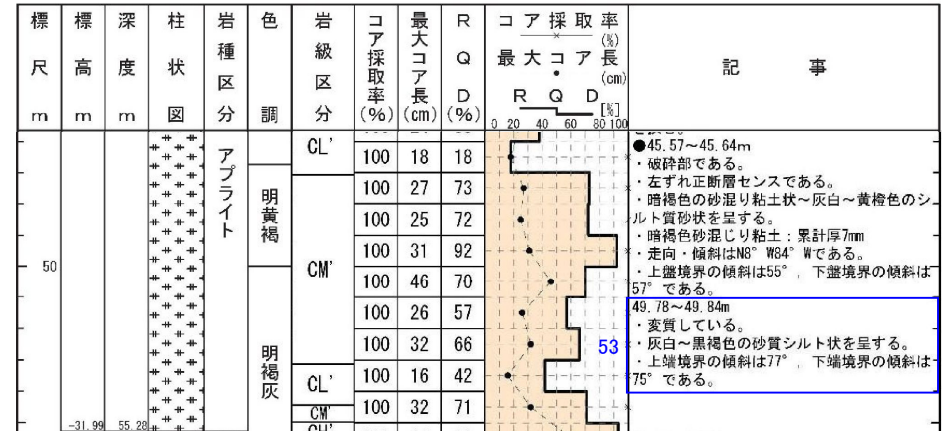 標尺m
標高m
深度m
柱状図
岩種区分
色調
岩級区分
コア採取率(%)
最大コア長(cm)
RQD(%)
コア採取率(%)
最大コア長(cm)
RQD[%]
0 20 40 60 80 100
記事
50
-31.99
55.28
アプライト
明黄褐
明褐灰
CL'
CM'
CL'
CM'
100 18 18
100 27 73
100 25 72
100 31 92
100 46 70
100 26 57
100 32 66
100 16 42
100 32 71
●45.57~45.64m
・破砕部である。
・左ずれ正断層センスである。
・暗褐色の砂混り粘土状~灰白~黄橙色のシ
ルト質砂状を呈する。
・暗褐色砂混じり粘土:累計厚7mm
・走向・傾斜はN8°W84°Wである。
・上盤境界の傾斜は55°, 下盤境界の傾斜は
57°である。
53
49.78~49.84m
・変質している。
・灰白~黒褐色の砂質シルト状を呈する。
・上端境界の傾斜は77°, 下端境界の傾斜は
75°である。